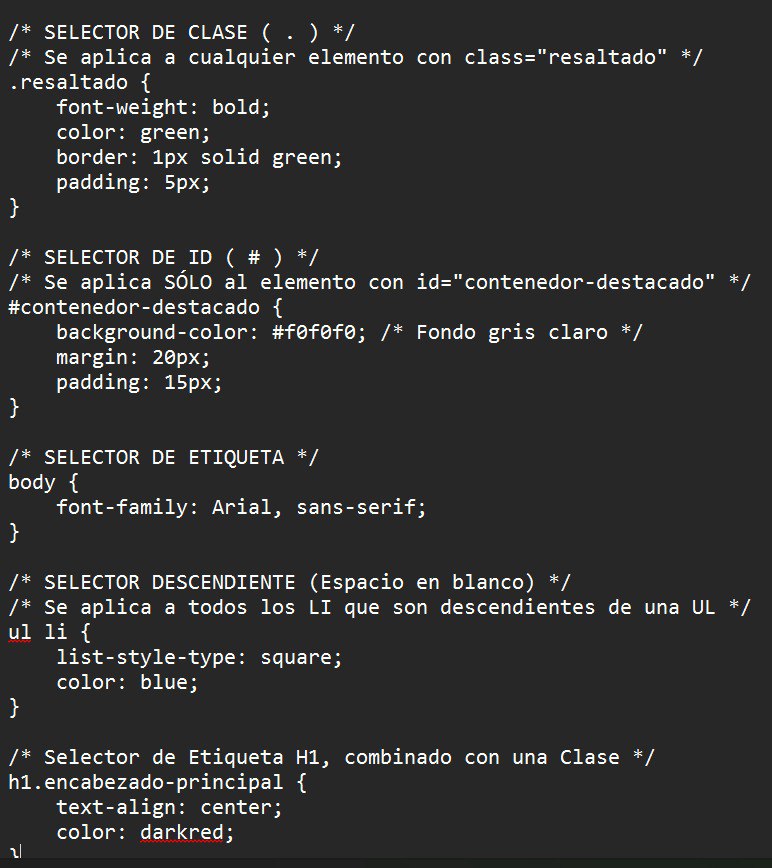 /* SELECTOR DE CLASE ( . ) */
/* Se aplica a cualquier elemento con class="resaltado" */
.resaltado {
    font-weight: bold;
    color: green;
    border: 1px solid green;
    padding: 5px;
}

/* SELECTOR DE ID ( # ) */
/* Se aplica SÓLO al elemento con id="contenedor-destacado" */
#contenedor-destacado {
    background-color: #f0f0f0; /* Fondo gris claro */
    margin: 20px;
    padding: 15px;
}

/* SELECTOR DE ETIQUETA */
body {
    font-family: Arial, sans-serif;
}

/* SELECTOR DESCENDIENTE (Espacio en blanco) */
/* Se aplica a todos los LI que son descendientes de una UL */
ul li {
    list-style-type: square;
    color: blue;
}

/* Selector de Etiqueta H1, combinado con una Clase */
h1.encabezado-principal {
    text-align: center;
    color: darkred;
}